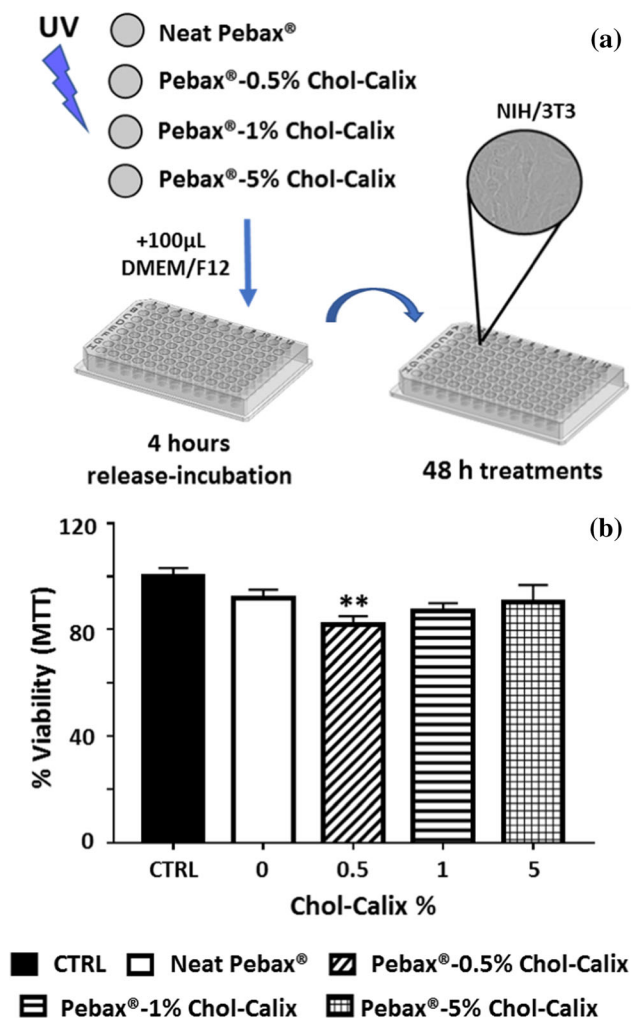 UV
(a)
Neat Pebax®
Pebax®-0.5% Chol-Calix
Pebax®-1% Chol-Calix
Pebax®-5% Chol-Calix
NIH/3T3
+100µL
DMEM/F12
4 hours
release-incubation
48 h treatments
(b)
% Viability (MTT)
120
80
40
0
**
CTRL 0 0.5 1 5
Chol-Calix %
CTRL Neat Pebax® Pebax®-0.5% Chol-Calix
Pebax®-1% Chol-Calix Pebax®-5% Chol-Calix